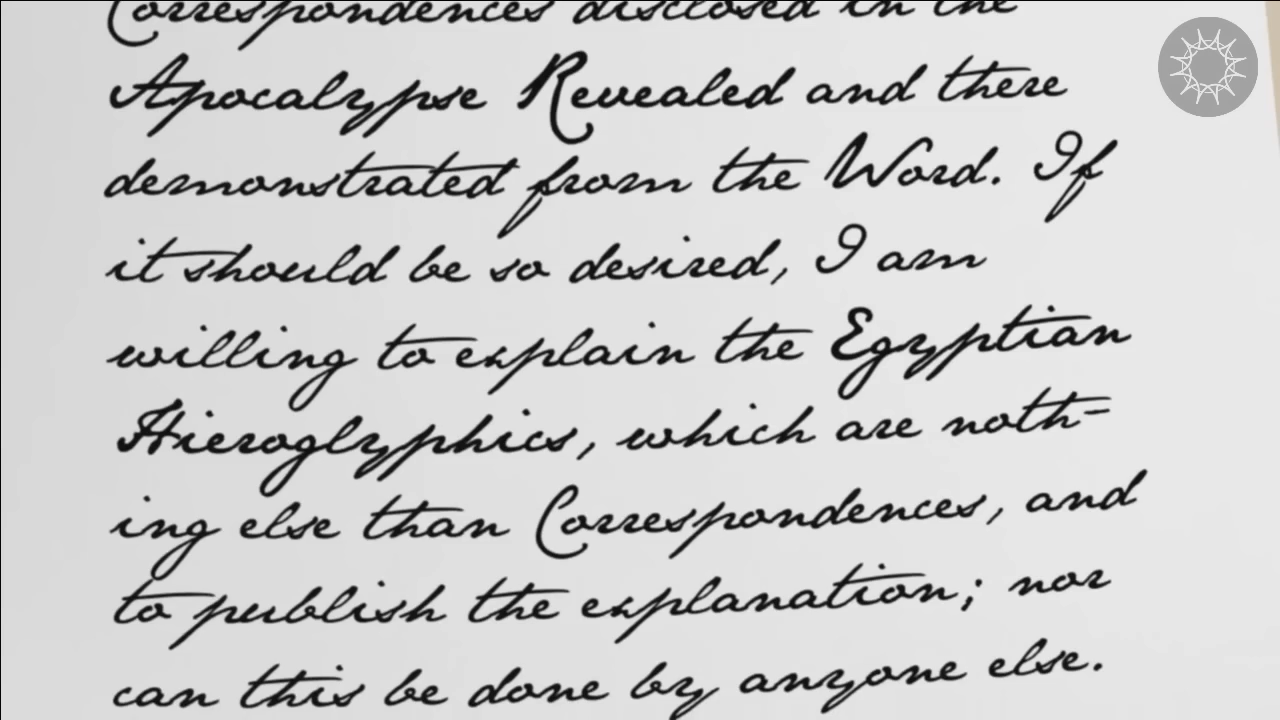 Correspondences disclosed in the
Apocalypse Revealed and there
demonstrated from the Word. If
it should be so desired, I am
willing to explain the Egyptian
Hieroglyphics, which are noth-
ing else than Correspondences, and
to publish the explanation; nor
can this be done by anyone else.